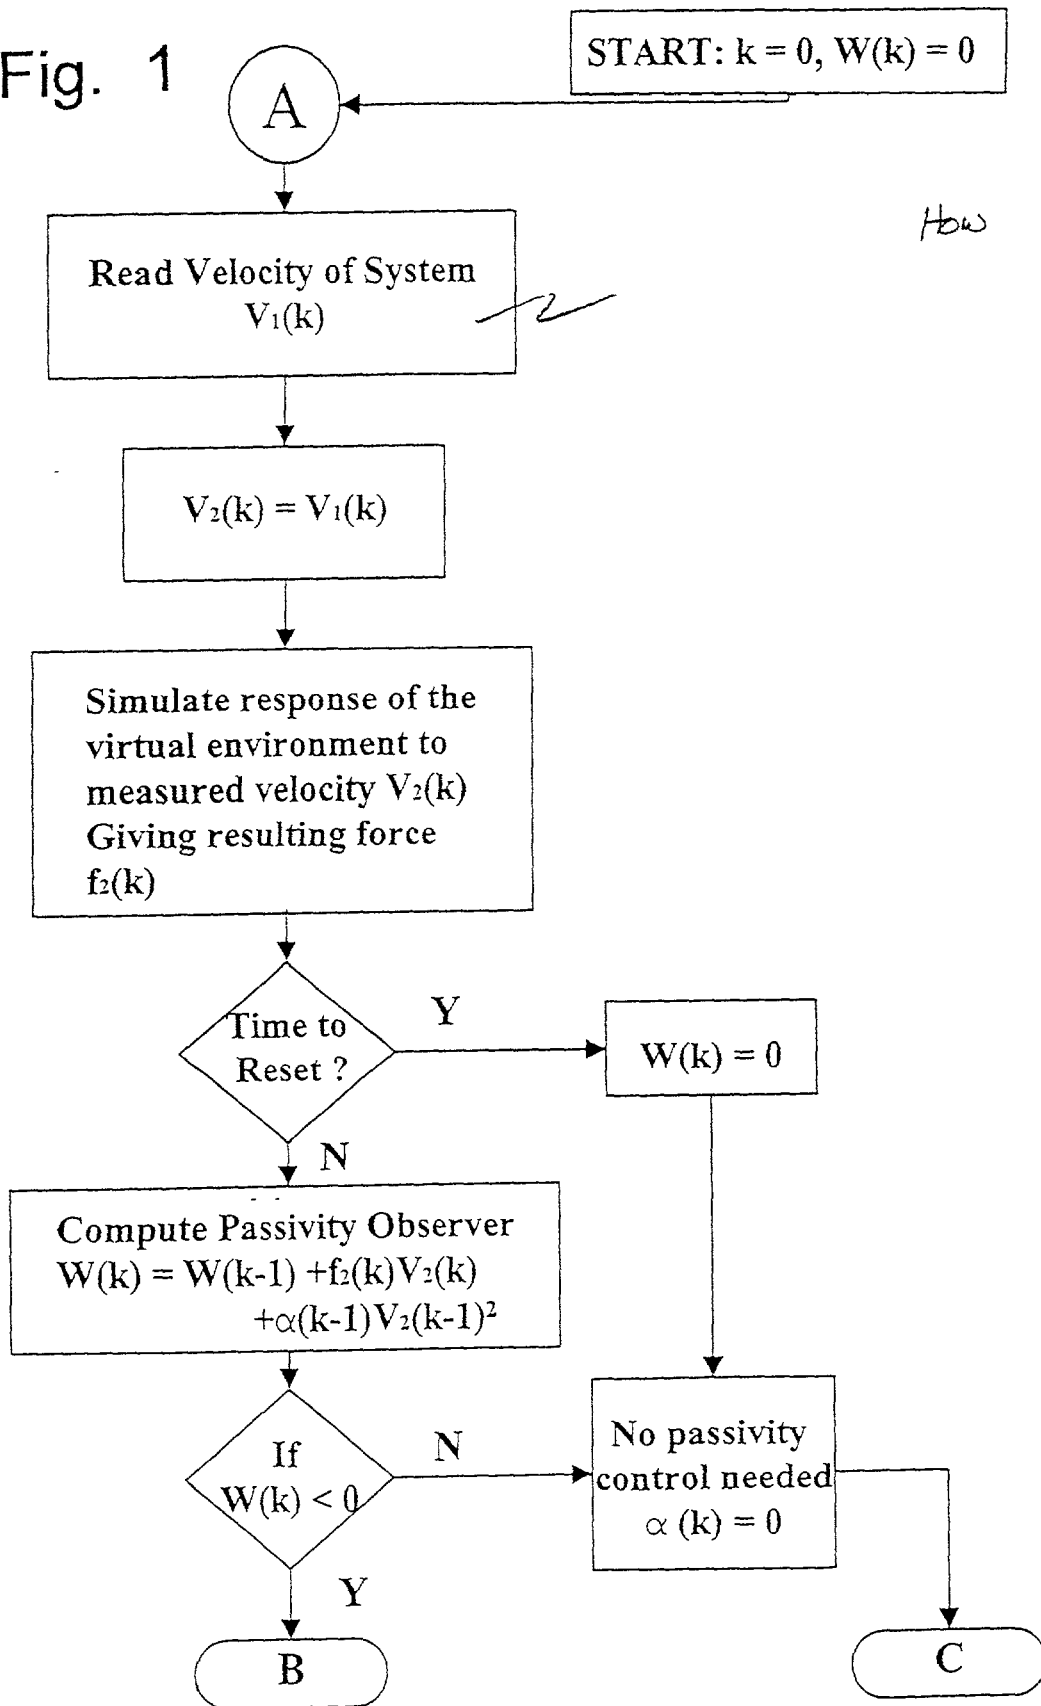 Fig. 1
START: k = 0, W(k) = 0
A
How
Read Velocity of System
V₁(k)
V₂(k) = V₁(k)
Simulate response of the
virtual environment to
measured velocity V₂(k)
Giving resulting force
f₂(k)
Time to
Reset ?
Y
W(k) = 0
N
Compute Passivity Observer
W(k) = W(k-1) +f₂(k)V₂(k)
+α(k-1)V₂(k-1)²
If
W(k) < 0
N
No passivity
control needed
α (k) = 0
Y
B
C